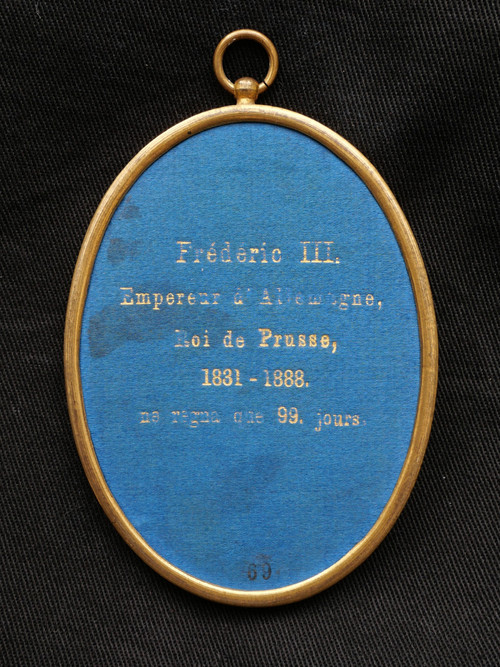 Frédéric III.
Empereur d'Allemagne,
Roi de Prusse,
1831 - 1888.
ne régna que 99. jours.
69